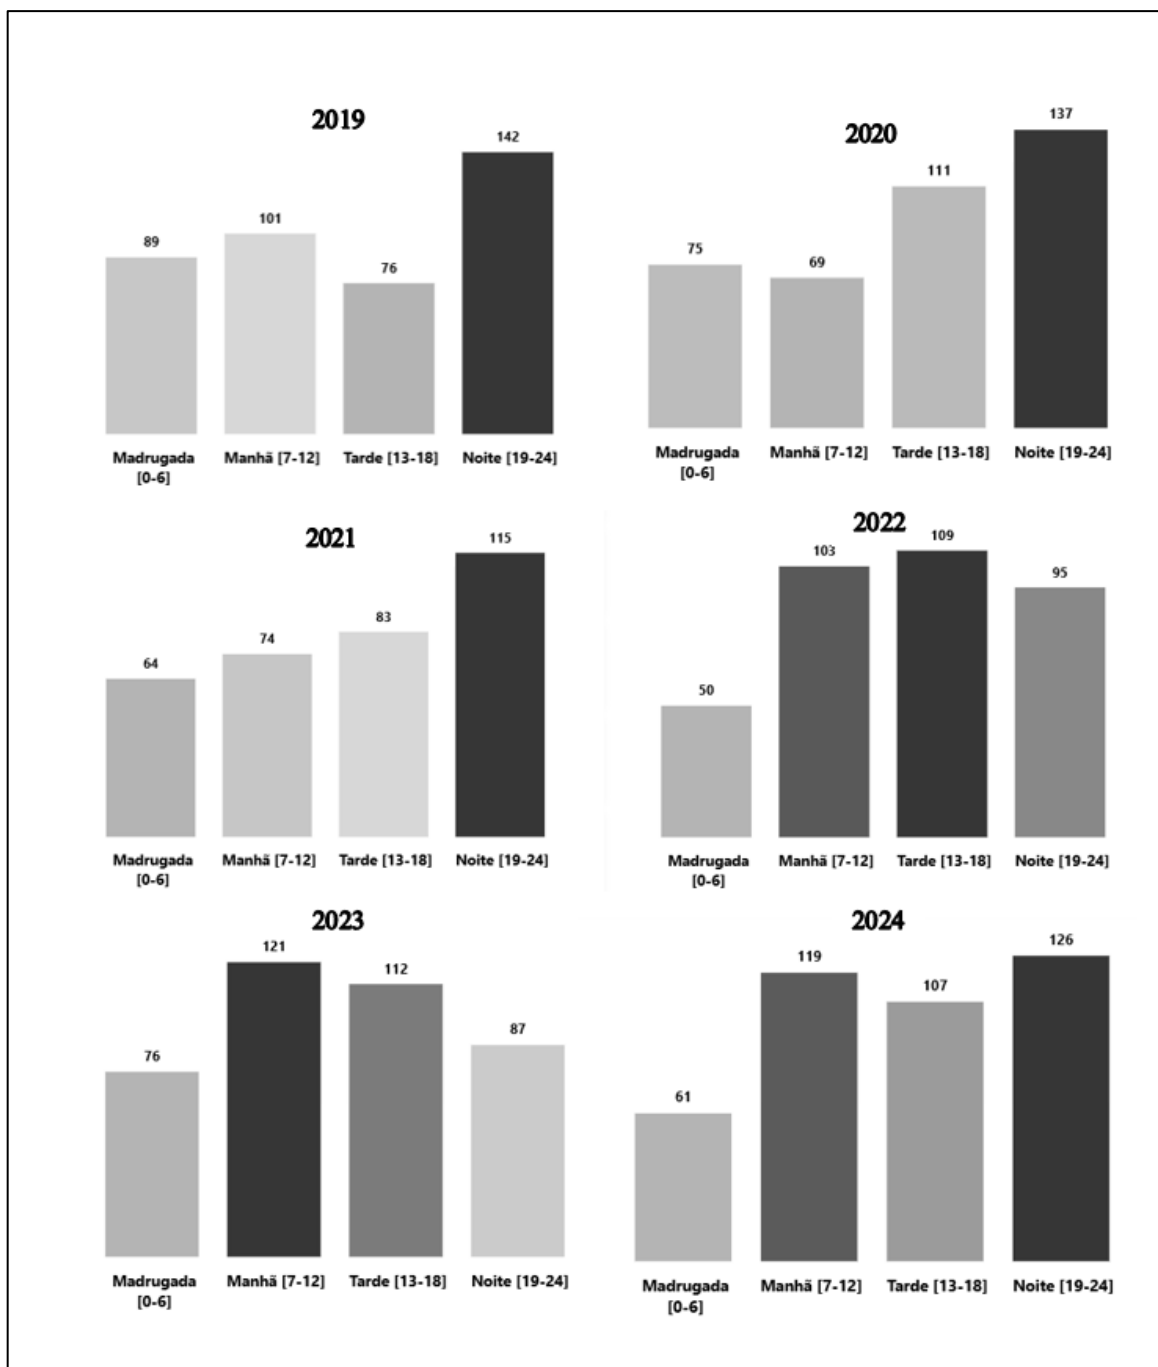 2019
142
101
89
76
Madrugada
[0-6]
Manhã [7-12]
Tarde [13-18]
Noite [19-24]
2020
137
111
75
69
Madrugada
[0-6]
Manhã [7-12]
Tarde [13-18]
Noite [19-24]
2021
115
83
74
64
Madrugada
[0-6]
Manhã [7-12]
Tarde [13-18]
Noite [19-24]
2022
109
103
95
50
Madrugada
[0-6]
Manhã [7-12]
Tarde [13-18]
Noite [19-24]
2023
121
112
87
76
Madrugada
[0-6]
Manhã [7-12]
Tarde [13-18]
Noite [19-24]
2024
126
119
107
61
Madrugada
[0-6]
Manhã [7-12]
Tarde [13-18]
Noite [19-24]